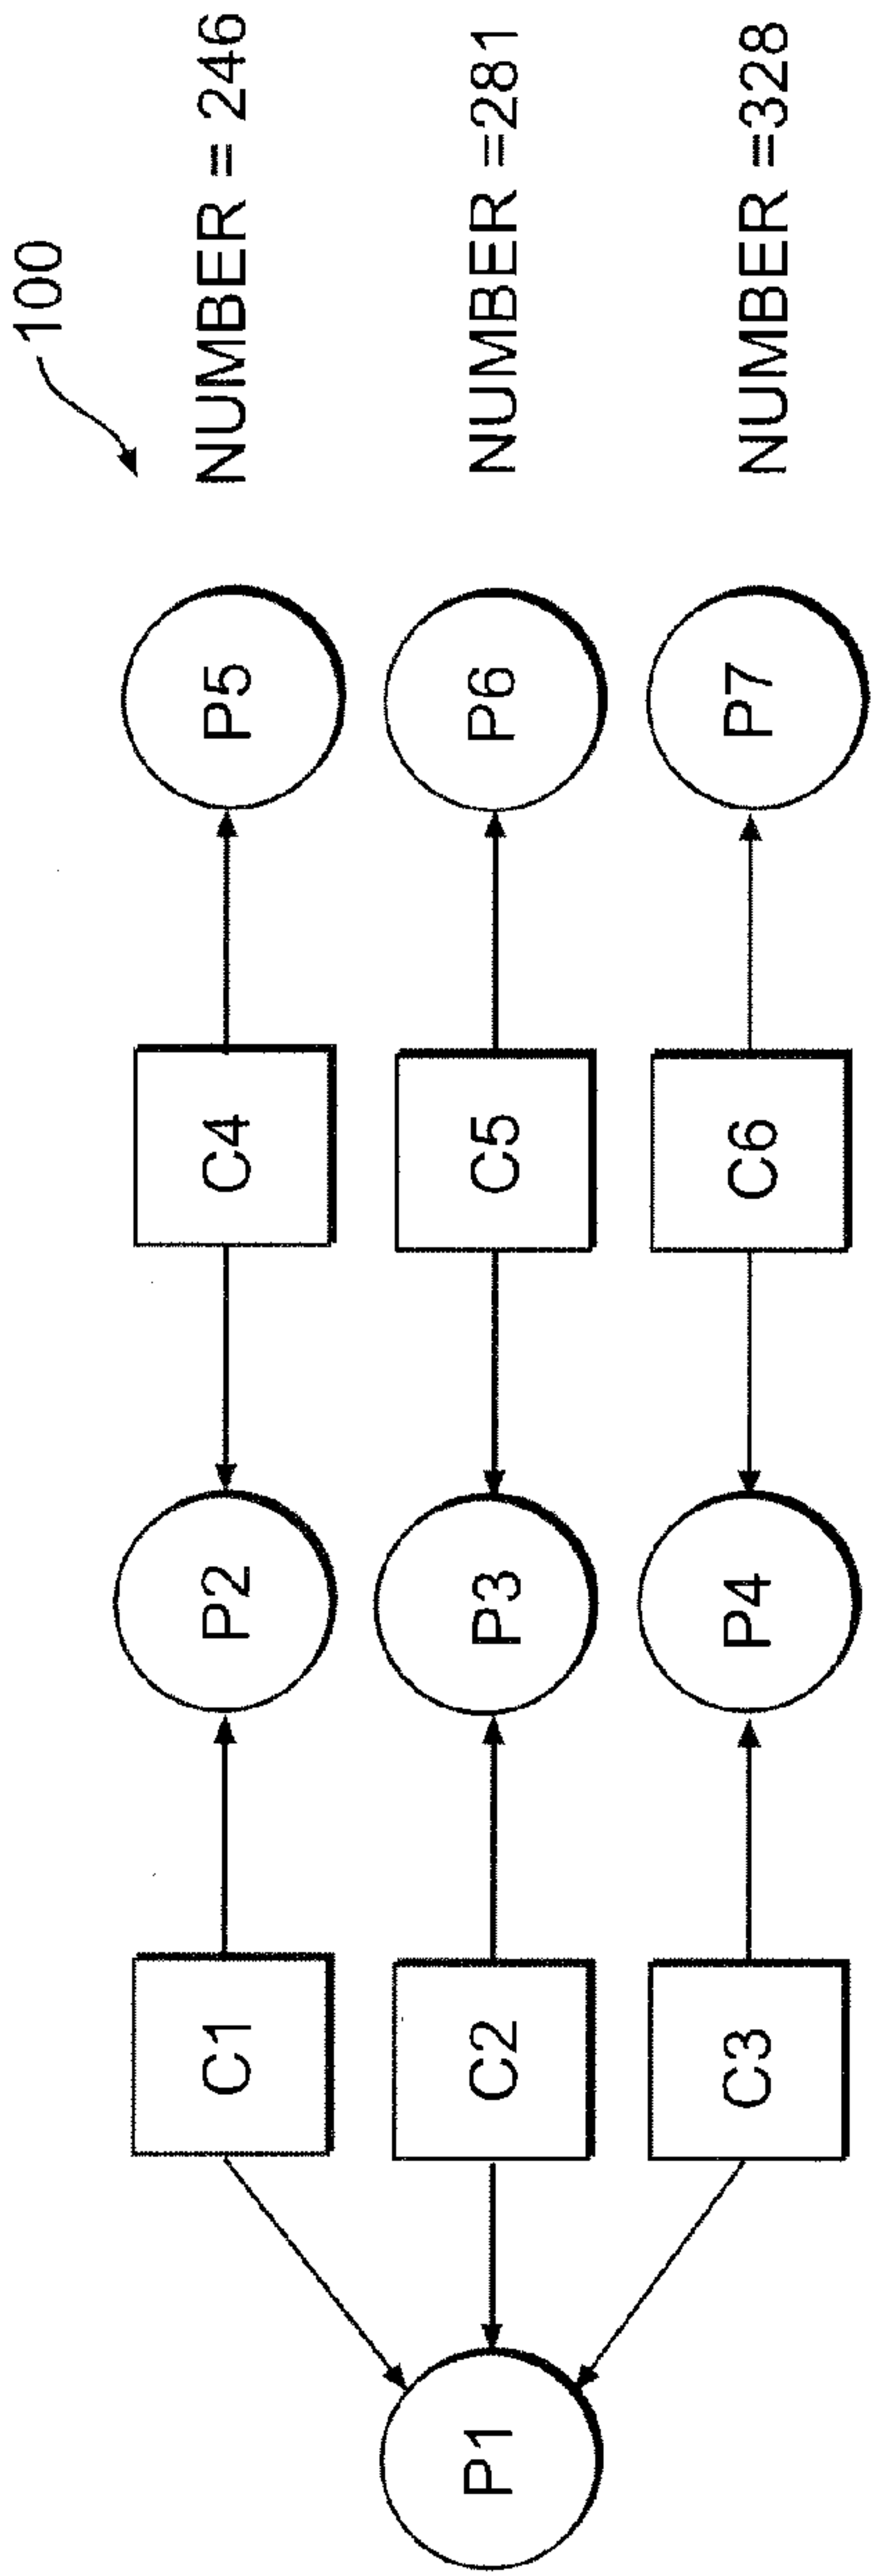 100
P1
C1
P2
C4
P5
NUMBER = 246
C2
P3
C5
P6
NUMBER =281
C3
P4
C6
P7
NUMBER =328